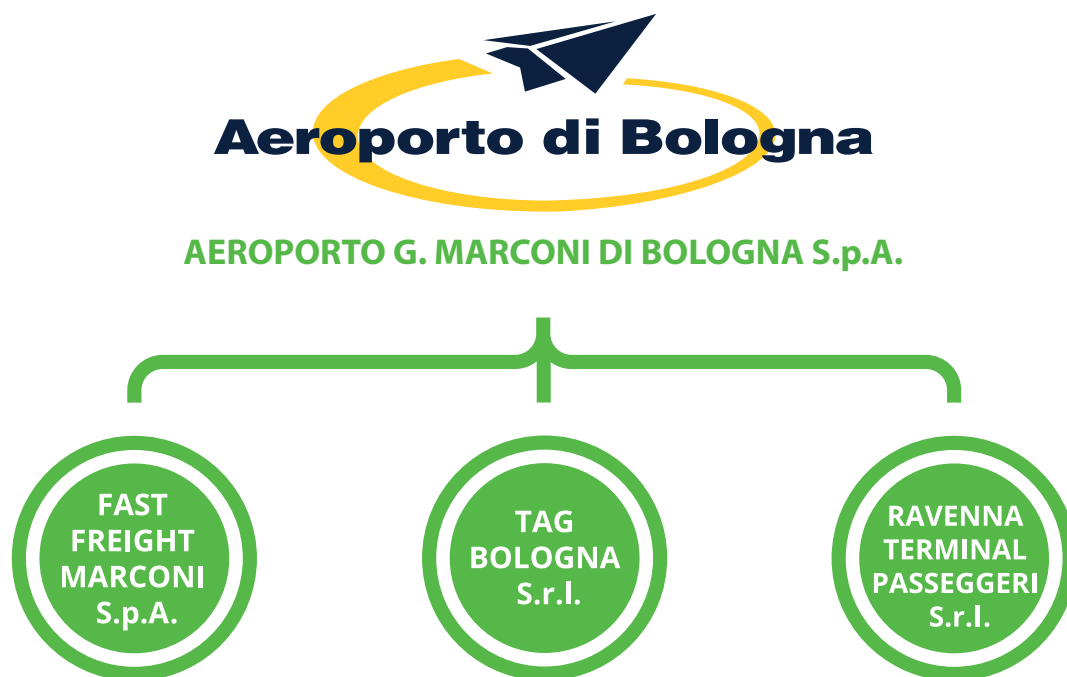 Aeroporto di Bologna
AEROPORTO G. MARCONI DI BOLOGNA S.p.A.
FAST
FREIGHT
MARCONI
S.p.A.
TAG
BOLOGNA
S.r.l.
RAVENNA
TERMINAL
PASSEGGERI
S.r.l.